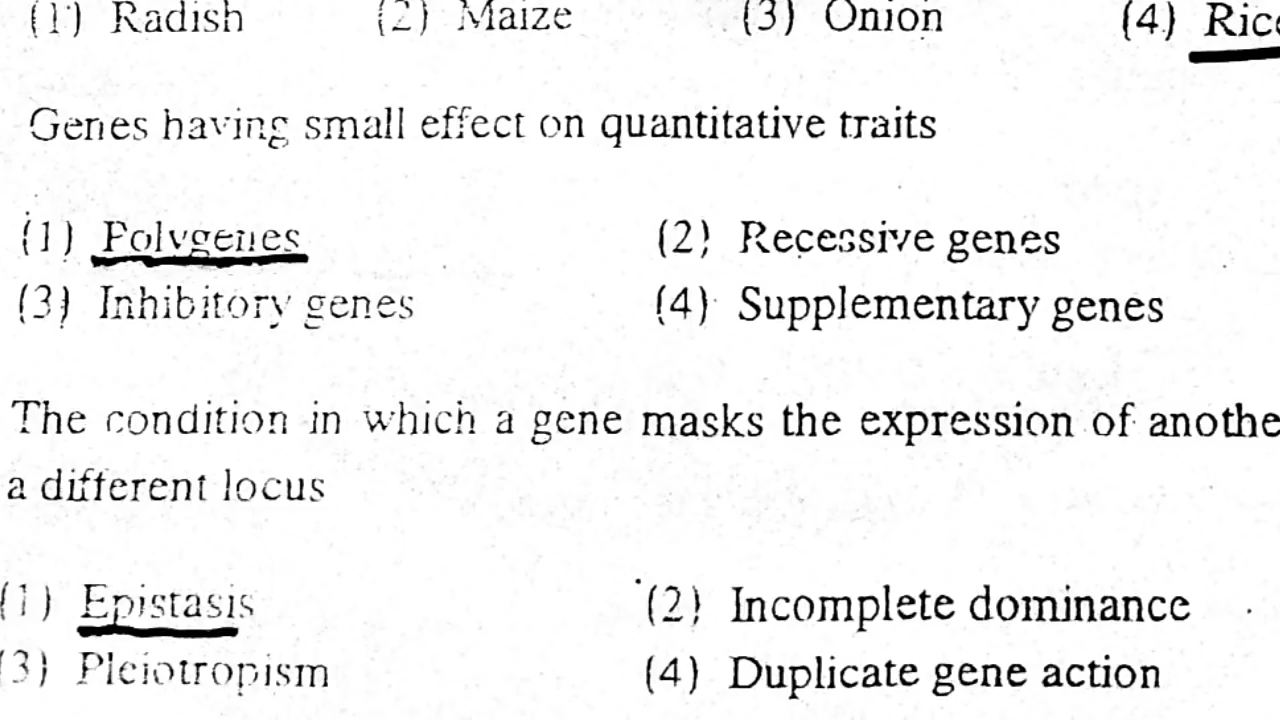 (1) Radish (2) Maize (3) Onion (4)
Genes having small effect on quantitative traits
(1) Polygenes (2) Recessive genes
(3) Inhibitory genes (4) Supplementary genes
The condition in which a gene masks the expression of
a different locus
(1) Epistasis (2) Incomplete dominance
(3) Pleiotropism (4) Duplicate gene action